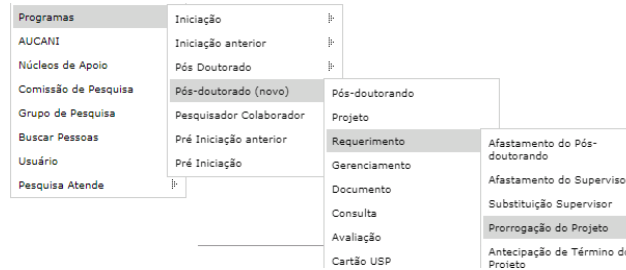 Programas
AUCANI
Núcleos de Apoio
Comissão de Pesquisa
Grupo de Pesquisa
Buscar Pessoas
Usuário
Pesquisa Atende
Iniciação
Iniciação anterior
Pós Doutorado
Pós-doutorado (novo)
Pesquisador Colaborador
Pré Iniciação anterior
Pré Iniciação
Pós-doutorando
Projeto
Requerimento
Gerenciamento
Documento
Consulta
Avaliação
Cartão USP
Afastamento do Pós-
doutorando
Afastamento do Superviso
Substituição Supervisor
Prorrogação do Projeto
Antecipação de Término do
Projeto